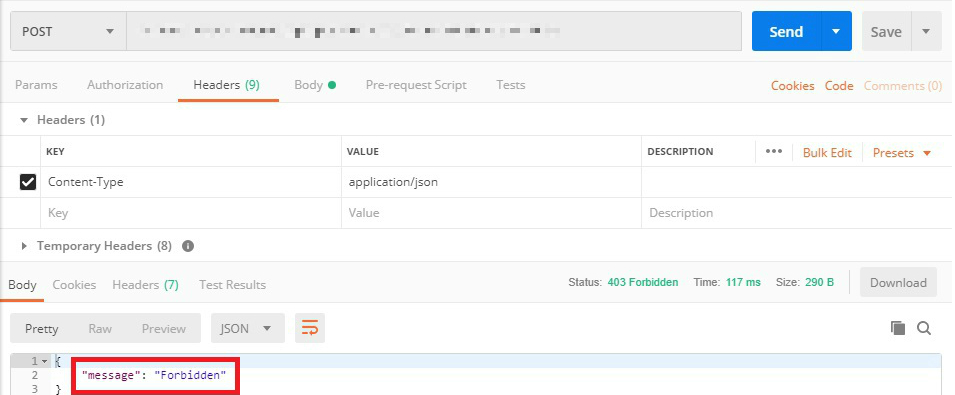 POST Send Save
Params Authorization Headers (9) Body Pre-request Script Tests Cookies Code Comments (0)
Headers (1)
KEY VALUE DESCRIPTION ••• Bulk Edit Presets
Content-Type application/json
Key Value Description
Temporary Headers (8) i
Body Cookies Headers (7) Test Results Status: 403 Forbidden Time: 117 ms Size: 290 B Download
Pretty Raw Preview JSON
1 {
2 "message": "Forbidden"
3 }